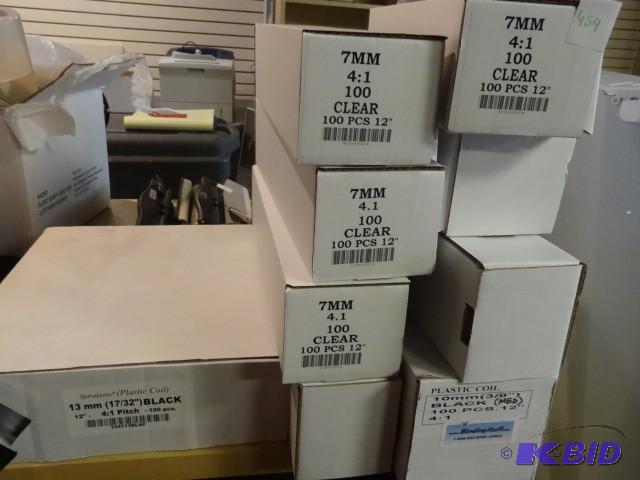 7MM
4:1
100
CLEAR
100 PCS 12"
7MM
4:1
100
CLEAR
100 PCS 12"
454
7MM
4.1
100
CLEAR
100 PCS 12"
7MM
4.1
100
CLEAR
100 PCS 12"
(Plastic Coil)
13 mm (17/32") BLACK
12" - 4:1 Pitch - 100 pcs.
PLASTIC COIL
10mm (3/8")
BLACK (MED)
100 PCS. 12"
4:1
K-BID